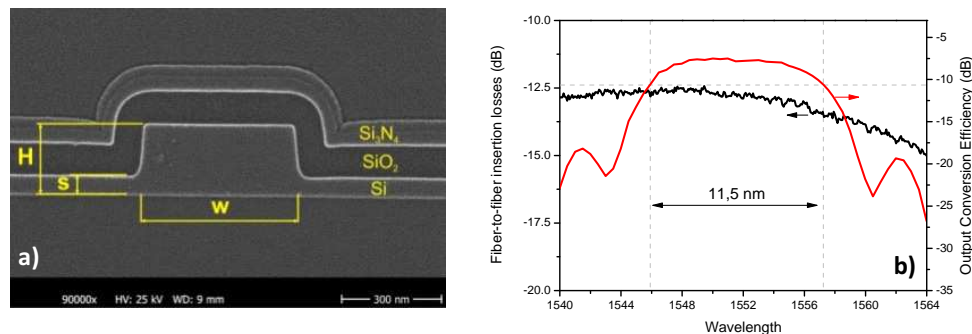 H
s
W
Si₃N₄
SiO₂
Si
a)
90000x HV: 25 kV WD: 9 mm 300 nm
Fiber-to-fiber insertion losses (dB)
-10.0
-12.5
-15.0
-17.5
-20.0
1540 1544 1548 1552 1556 1560 1564
Wavelength
11,5 nm
b)
-5
-10
-15
-20
-25
-30
-35
Output Conversion Efficiency (dB)